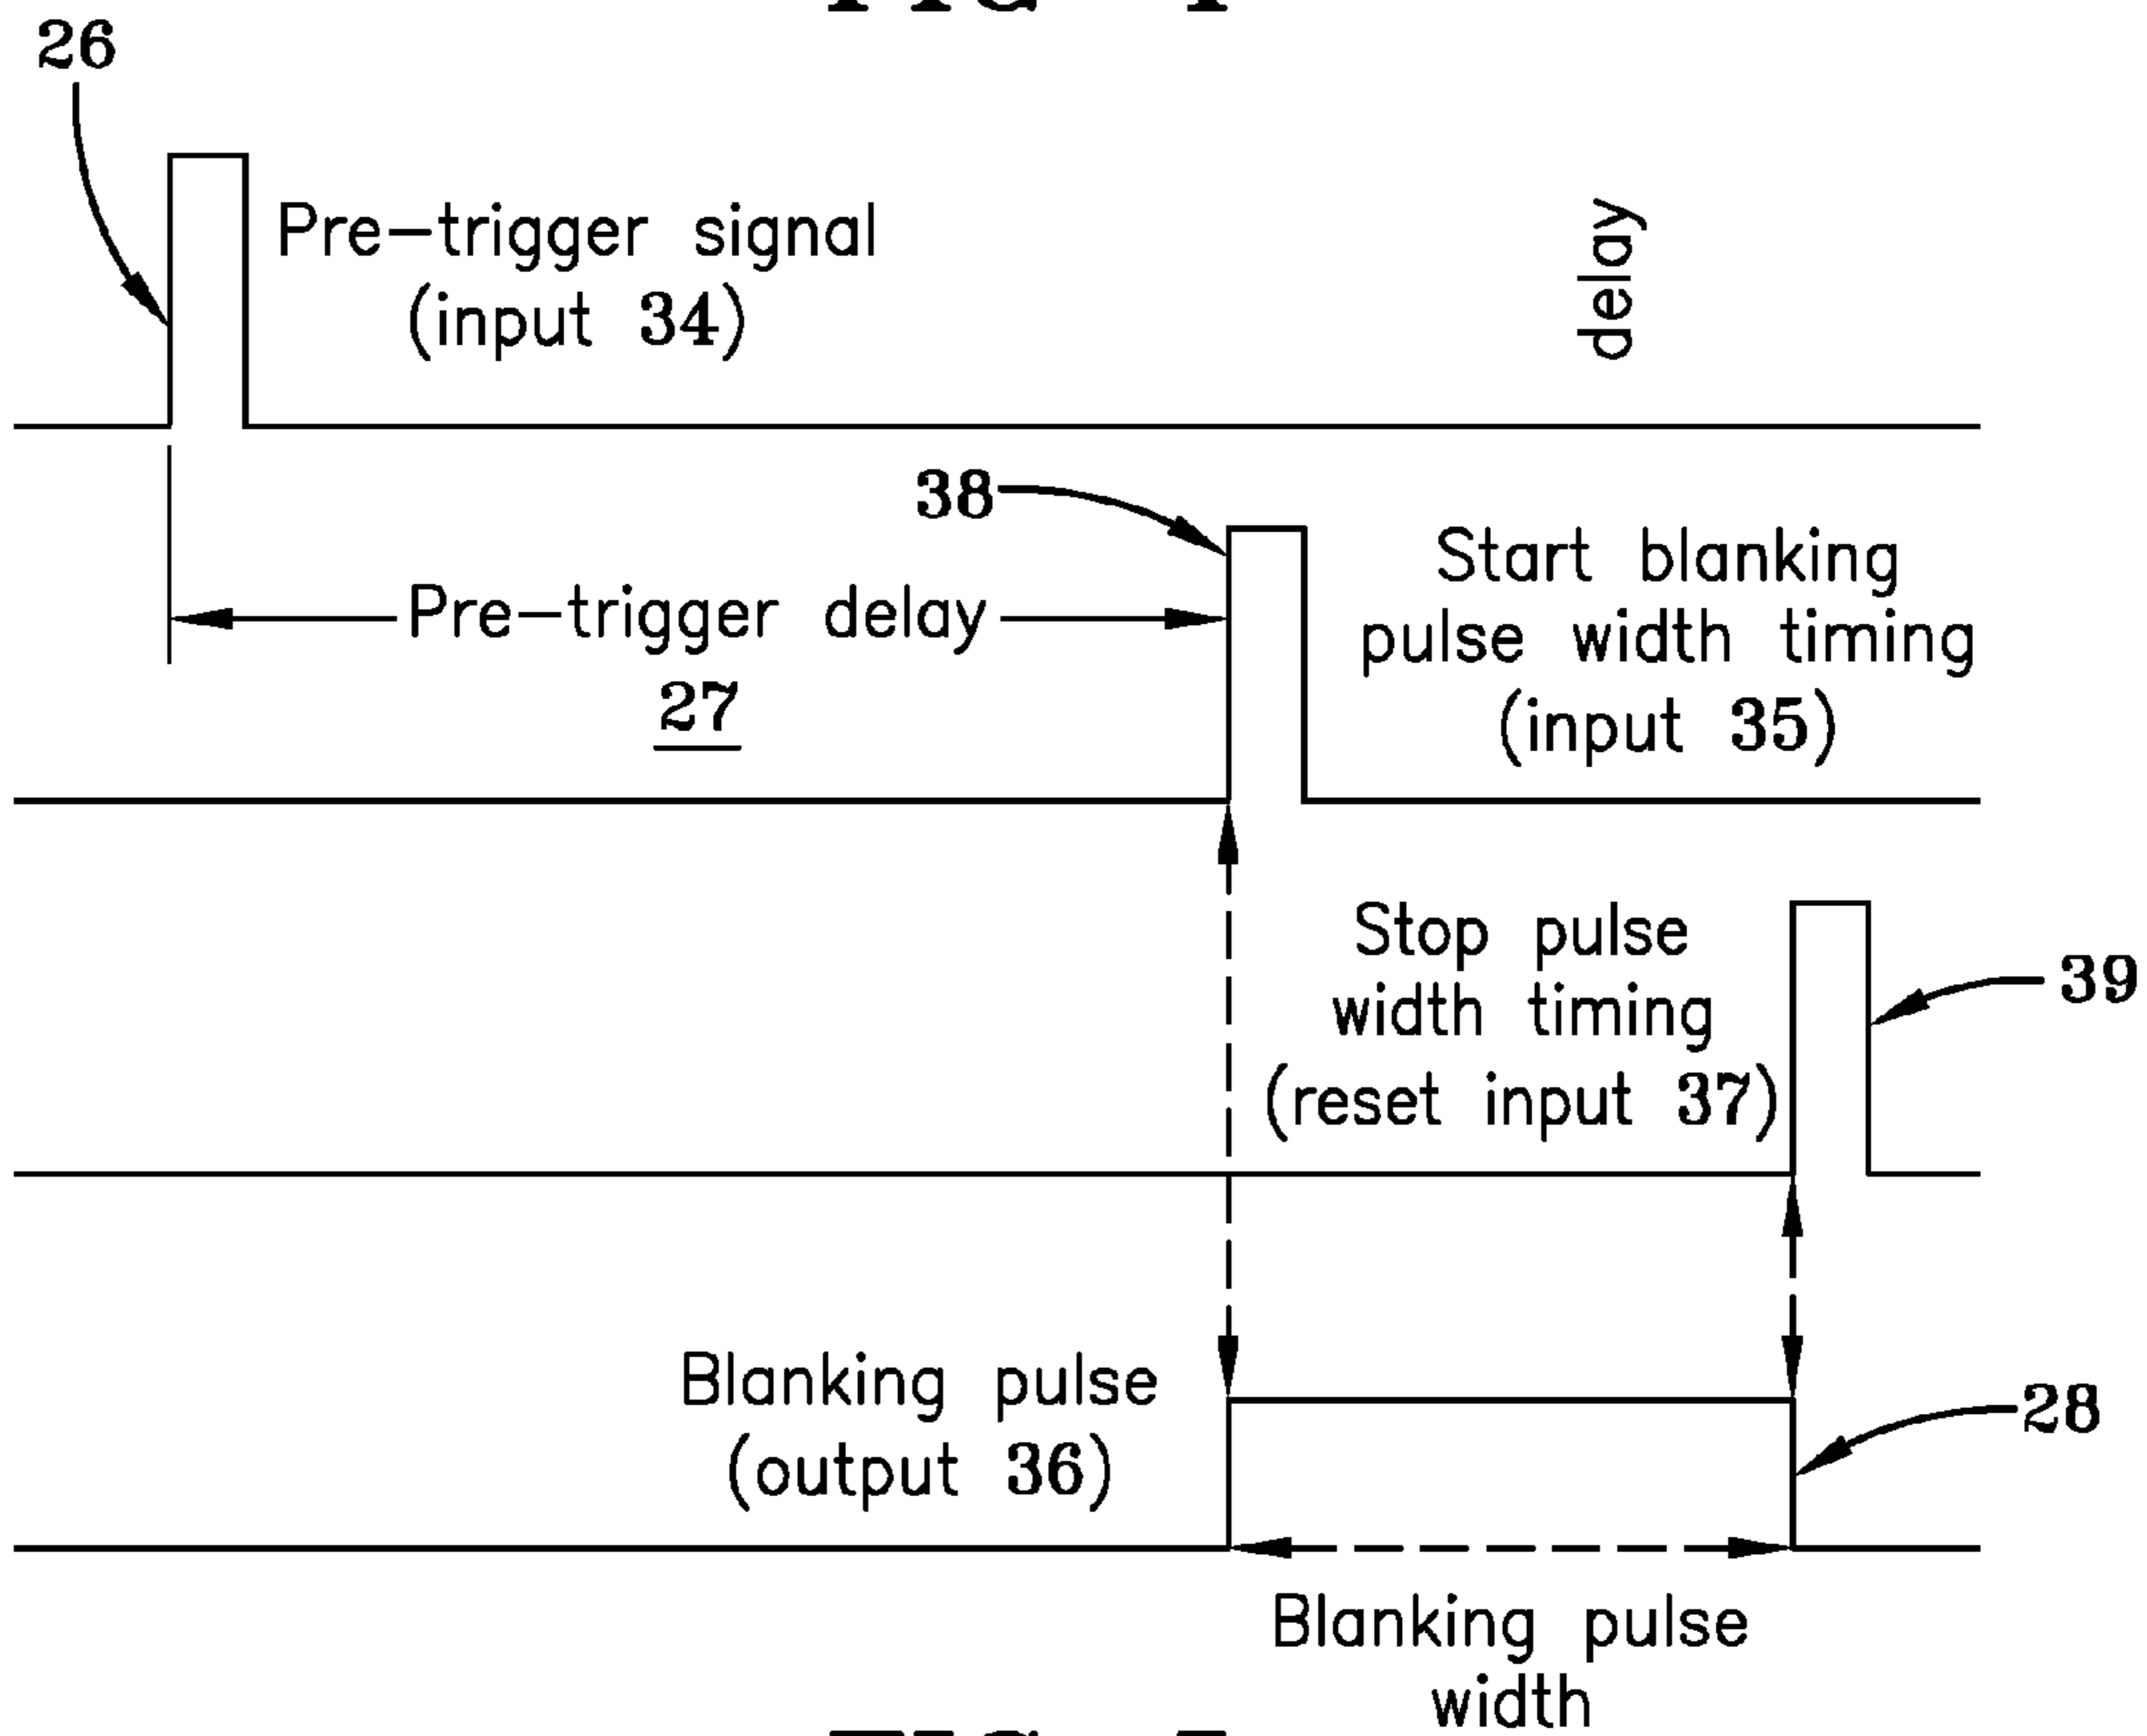 26
Pre-trigger signal
(input 34)
delay
38
Pre-trigger delay
27
Start blanking
pulse width timing
(input 35)
Stop pulse
width timing
(reset input 37)
39
Blanking pulse
(output 36)
28
Blanking pulse
width